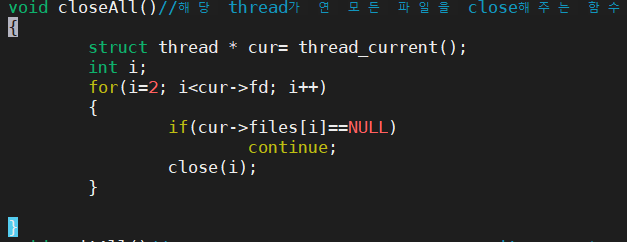 void closeAll()//해당 thread가 연 모든 파일을 close해주는 함수
{
struct thread * cur= thread_current();
int i;
for(i=2; i<cur->fd; i++)
{
if(cur->files[i]==NULL)
continue;
close(i);
}
}